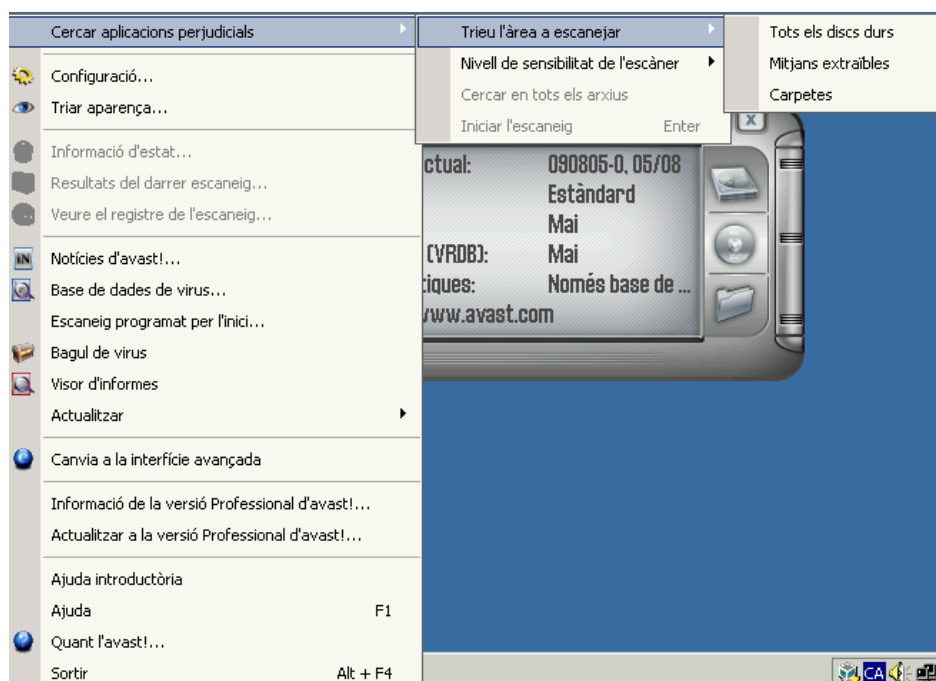 Cercar aplicacions perjudicials
Configuració...
Triar aparença...
Informació d'estat...
Resultats del darrer escaneig...
Veure el registre de l'escaneig...
Notícies d'avast!...
Base de dades de virus...
Escaneig programat per l'inici...
Bagul de virus
Visor d'informes
Actualitzar
Canvia a la interfície avançada
Informació de la versió Professional d'avast!...
Actualitzar a la versió Professional d'avast!...
Ajuda introductòria
Ajuda F1
Quant l'avast!...
Sortir Alt + F4
Trieu l'àrea a escanejar
Nivell de sensibilitat de l'escàner
Cercar en tots els arxius
Iniciar l'escaneig Enter
Tots els discs durs
Mitjans extraïbles
Carpetes
ctual: 090805-0, 05/08
Estàndard
Mai
(VRDB): Mai
tiques: Només base de ...
www.avast.com
CA